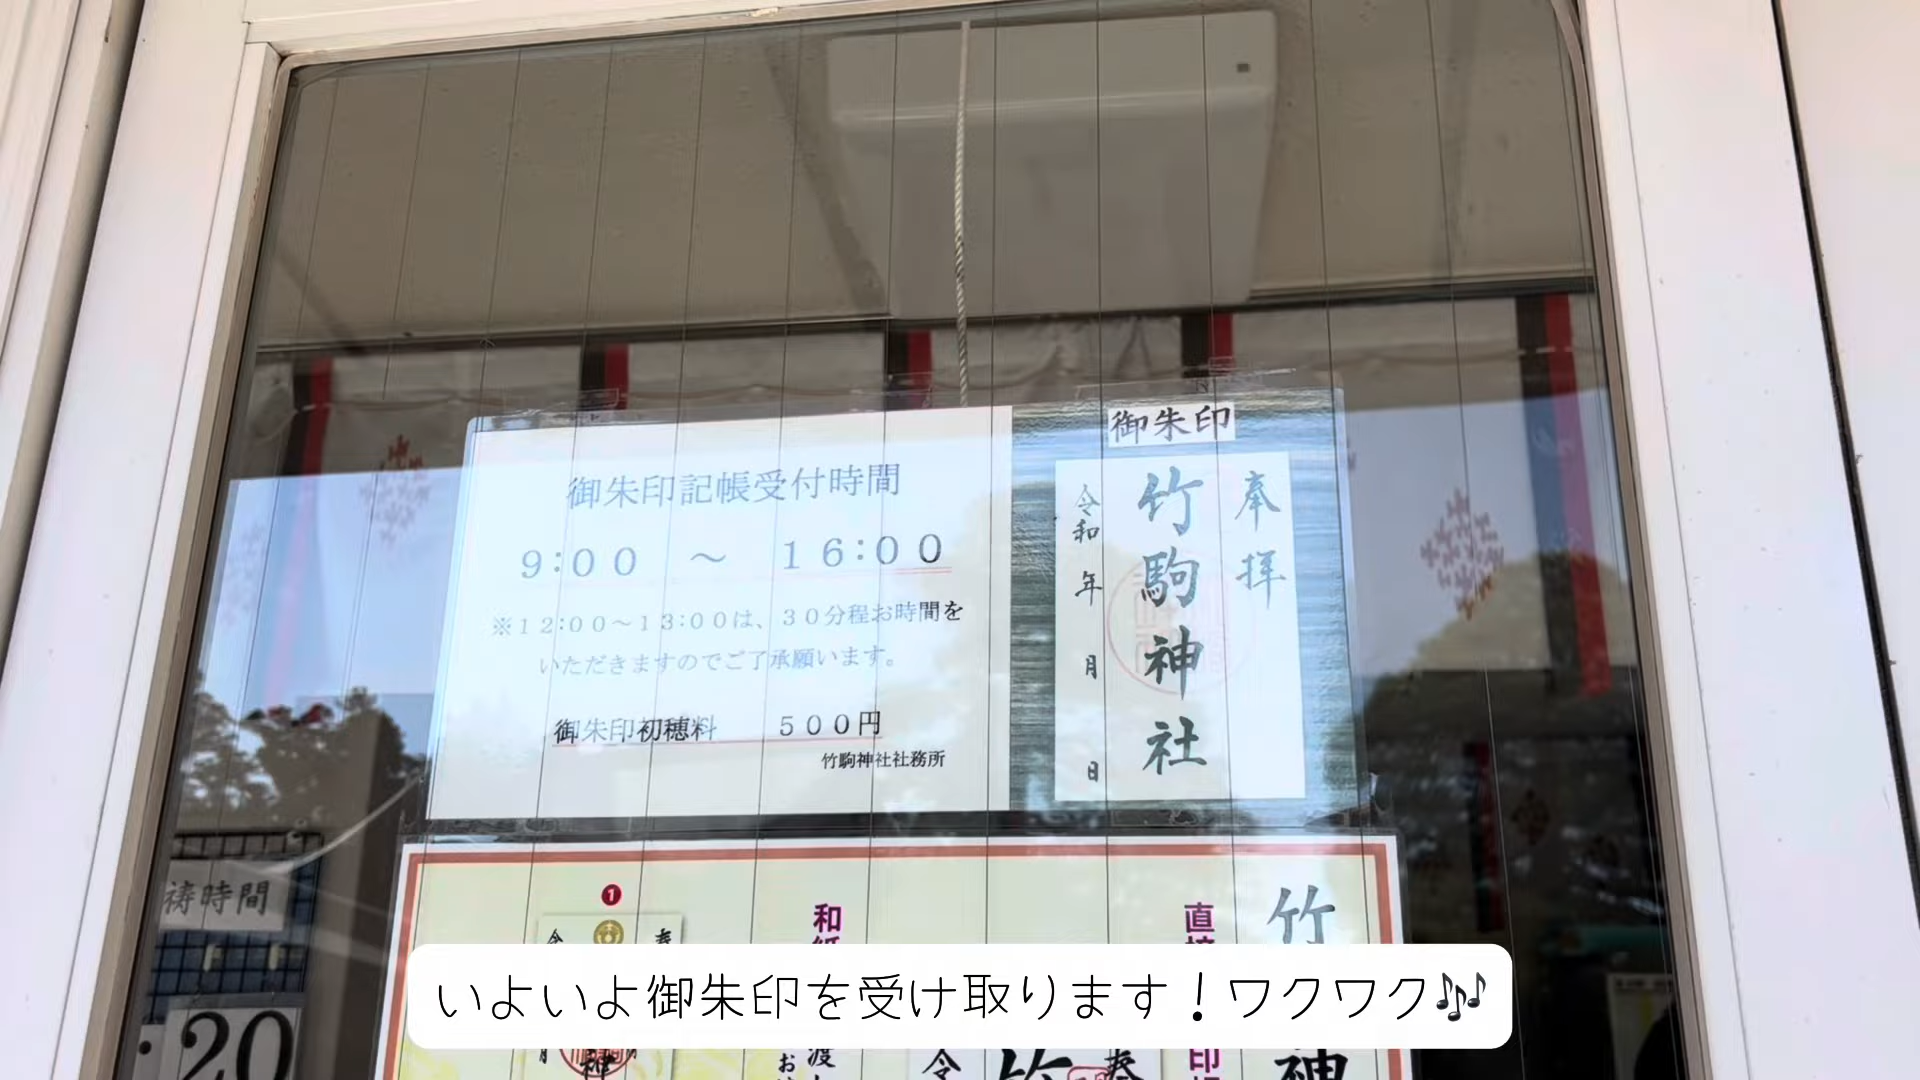 御朱印記帳受付時間
9:00 ～ 16:00
※12:00～13:00は、30分程お時間を
いただきますのでご了承願います。
御朱印初穂料 500円
竹駒神社社務所
御朱印
奉拝
竹駒神社
令和 年 月 日
祷時間
20
1
和紙
直接
竹
神
いよいよ御朱印を受け取ります！ワクワク🎶